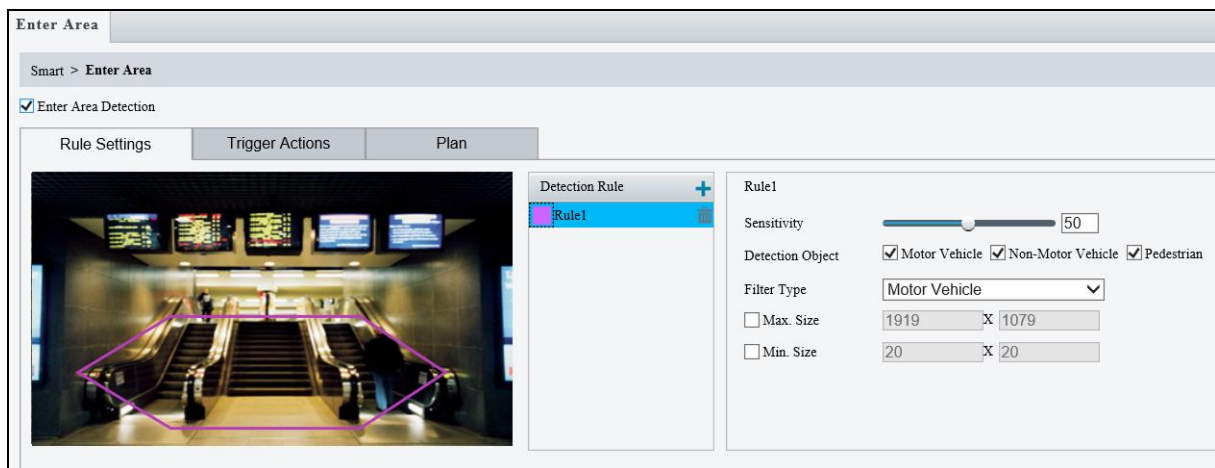 Enter Area
Smart > Enter Area
Enter Area Detection
Rule Settings Trigger Actions Plan
Detection Rule
Rule1
Rule1
Sensitivity 50
Detection Object Motor Vehicle Non-Motor Vehicle Pedestrian
Filter Type Motor Vehicle
Max. Size 1919 X 1079
Min. Size 20 X 20